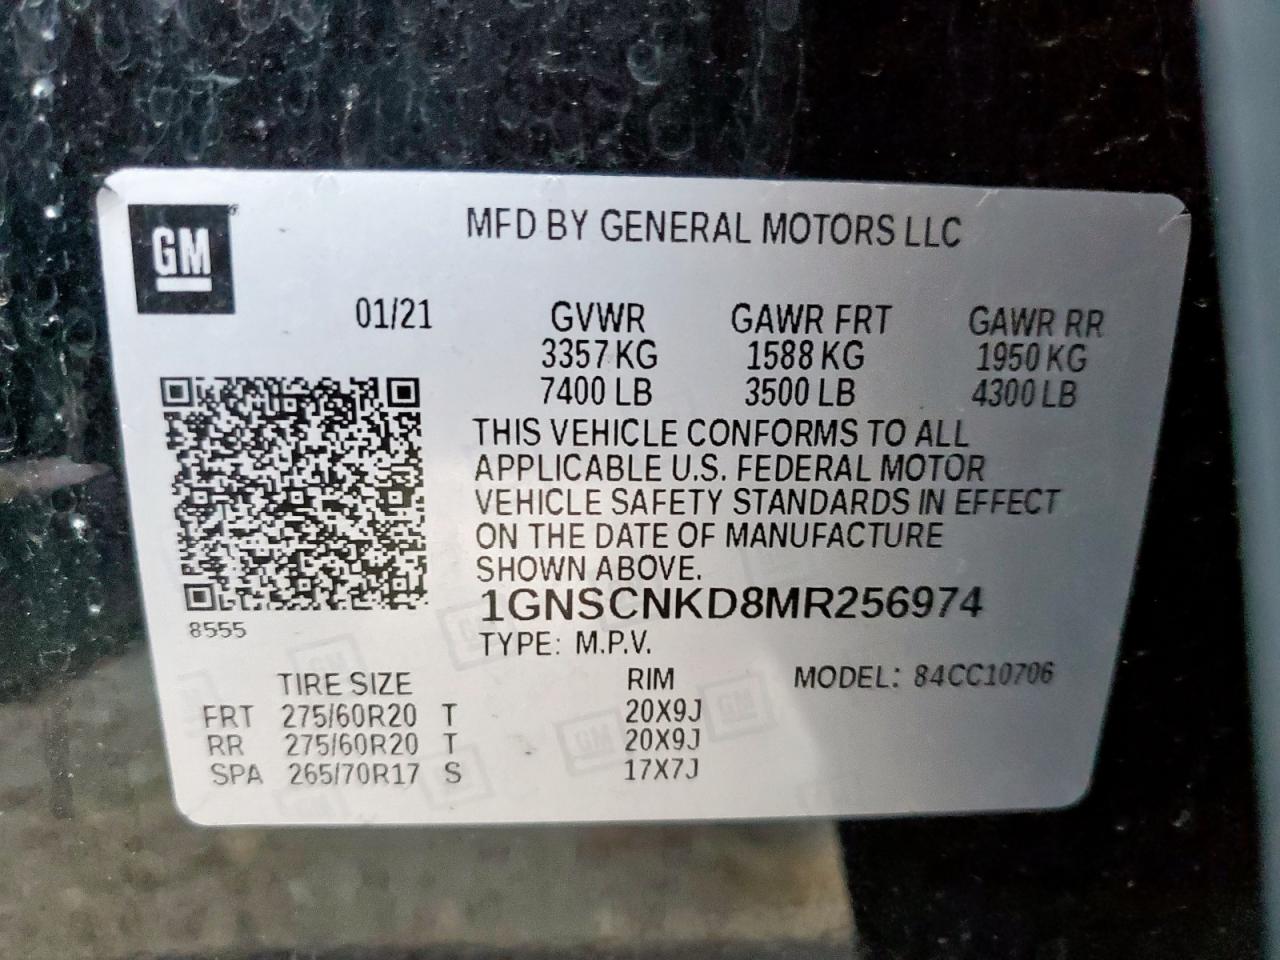 GM
MFD BY GENERAL MOTORS LLC
01/21 GVWR GAWR FRT GAWR RR
3357 KG 1588 KG 1950 KG
7400 LB 3500 LB 4300 LB
THIS VEHICLE CONFORMS TO ALL
APPLICABLE U.S. FEDERAL MOTOR
VEHICLE SAFETY STANDARDS IN EFFECT
ON THE DATE OF MANUFACTURE
SHOWN ABOVE.
1GNSCNKD8MR256974
8555
TYPE: M.P.V.
TIRE SIZE RIM MODEL: 84CC10706
FRT 275/60R20 T 20X9J
RR 275/60R20 T 20X9J
SPA 265/70R17 S 17X7J